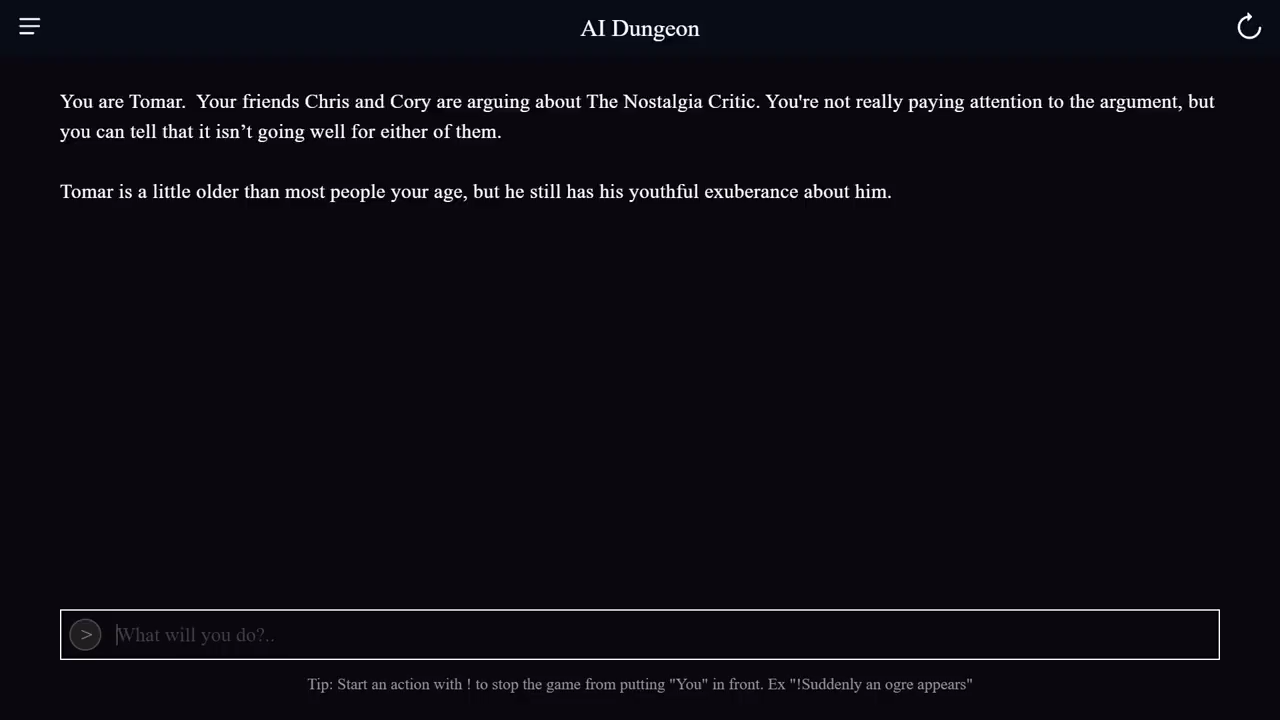 AI Dungeon
You are Tomar.  Your friends Chris and Cory are arguing about The Nostalgia Critic. You're not really paying attention to the argument, but
you can tell that it isn’t going well for either of them.
Tomar is a little older than most people your age, but he still has his youthful exuberance about him.
> What will you do?..
Tip: Start an action with ! to stop the game from putting "You" in front. Ex "!Suddenly an ogre appears"